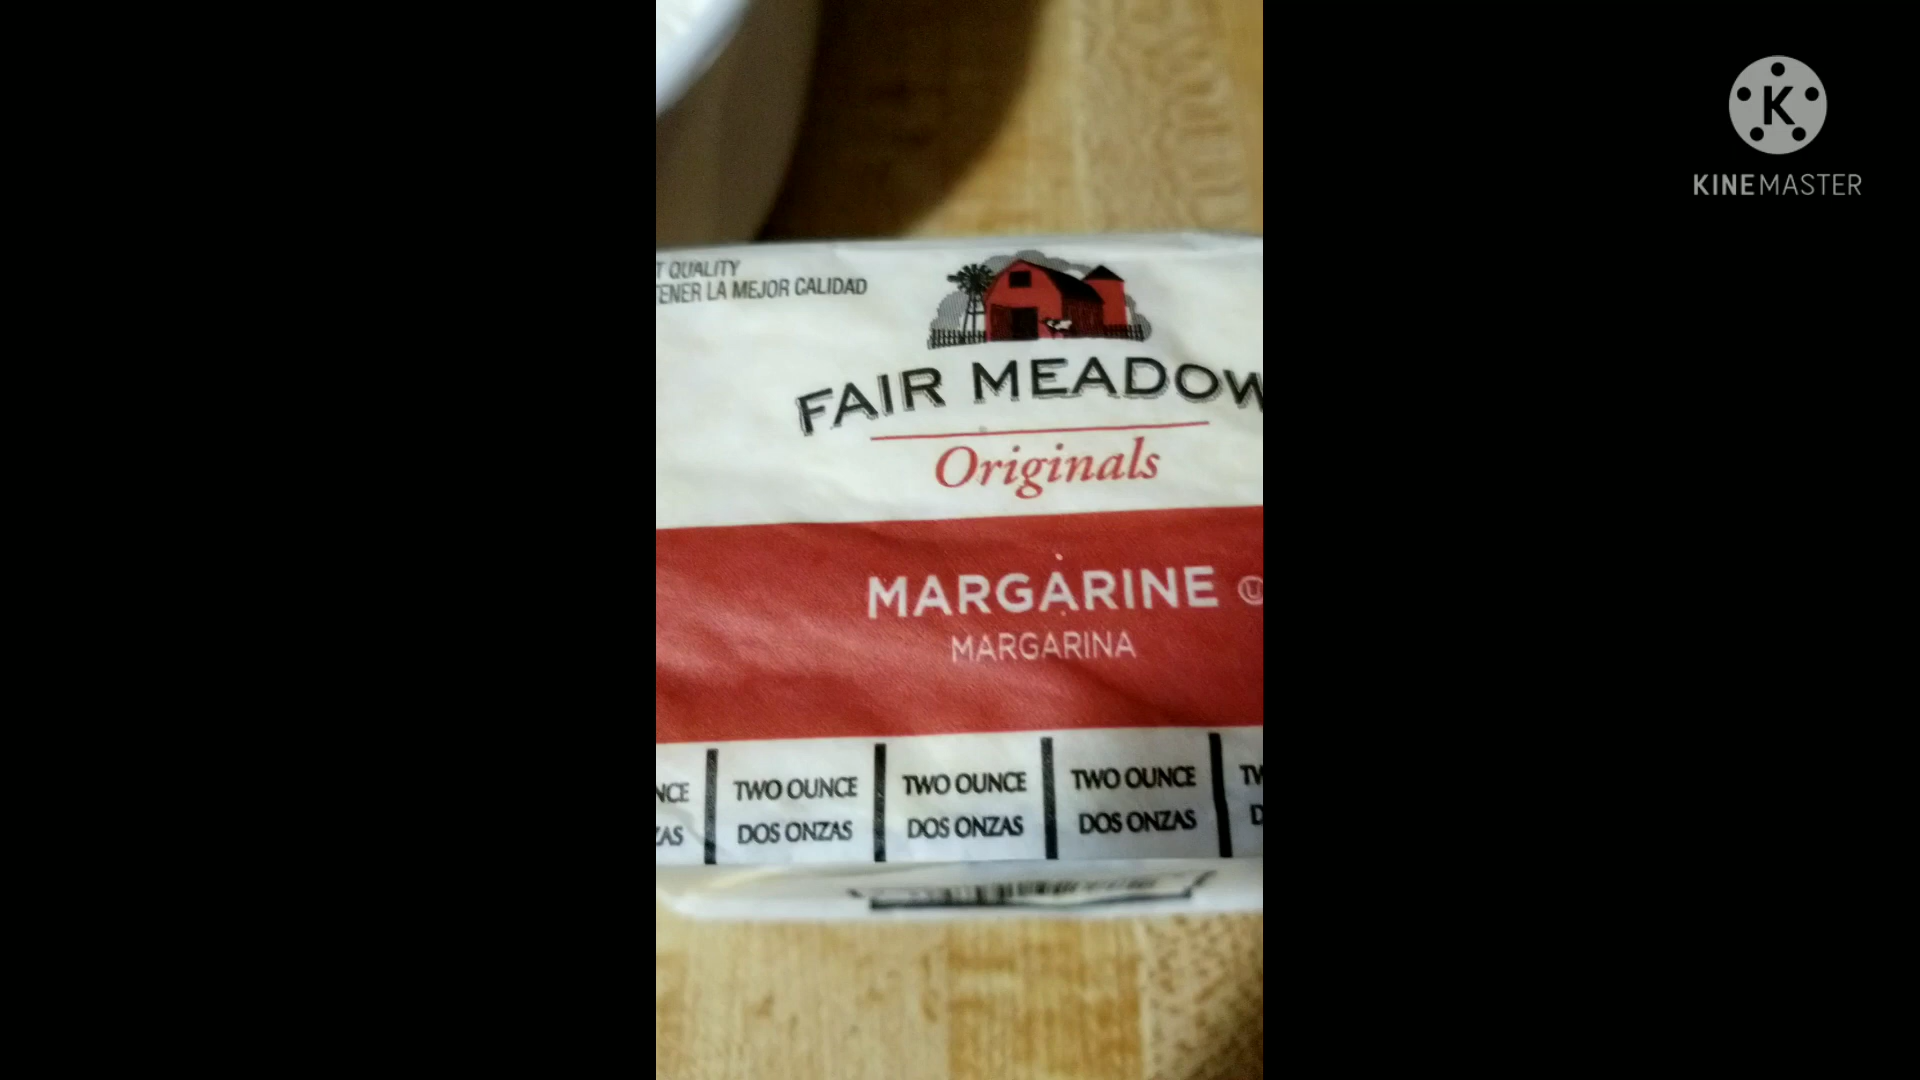 QUALITY
LA MEJOR CALIDAD
FAIR MEADOW
Originals
MARGARINE U
MARGARINA
TWO OUNCE TWO OUNCE TWO OUNCE
DOS ONZAS DOS ONZAS DOS ONZAS
K
KINEMASTER